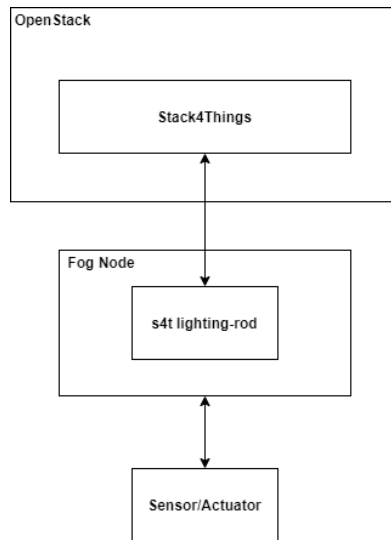 OpenStack
Stack4Things
Fog Node
s4t lighting-rod
Sensor/Actuator